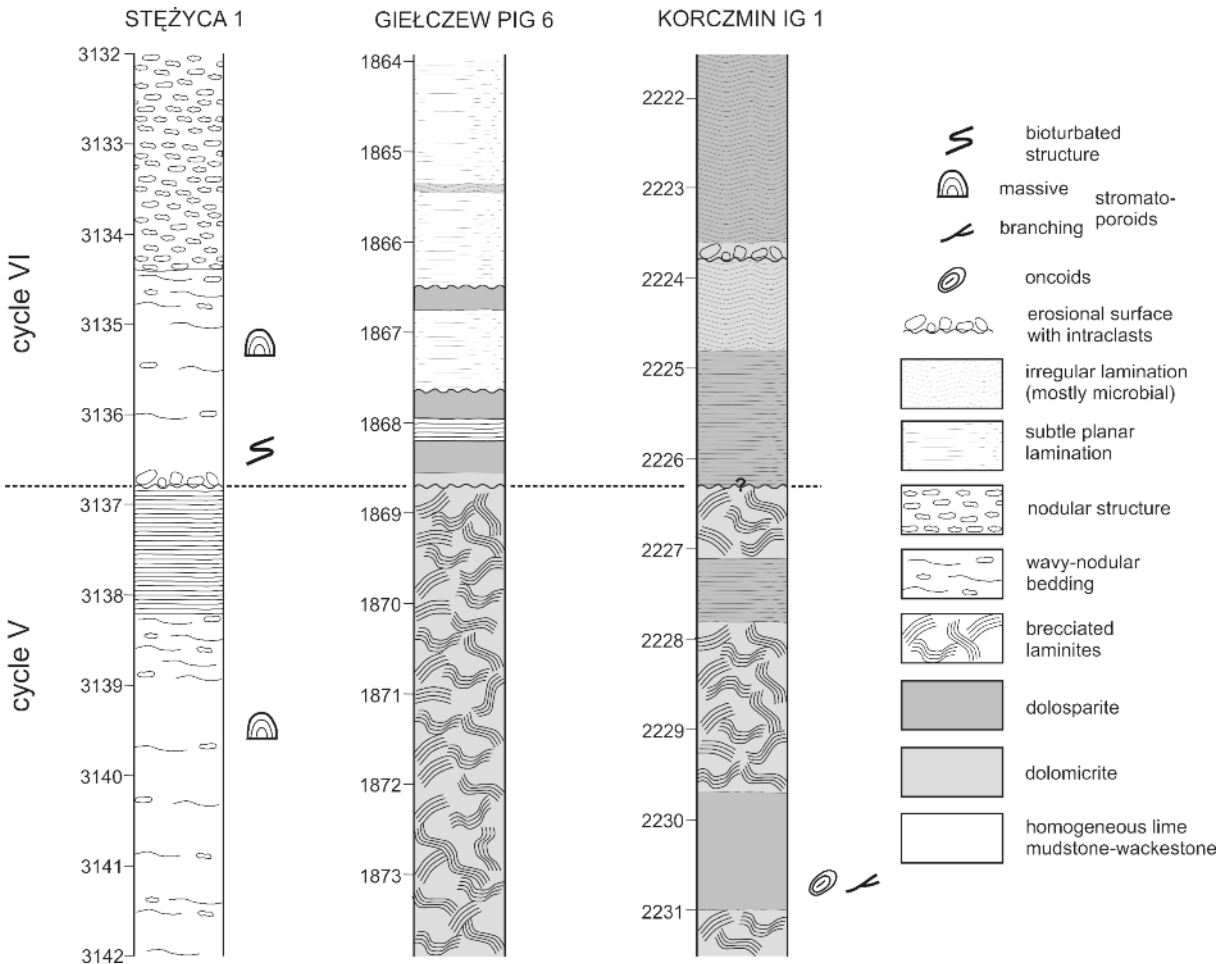 STĘŻYCA 1
GIEŁCZEW PIG 6
KORCZMIN IG 1
cycle VI
cycle V
3132
3133
3134
3135
3136
3137
3138
3139
3140
3141
3142
1864
1865
1866
1867
1868
1869
1870
1871
1872
1873
2222
2223
2224
2225
2226
?
2227
2228
2229
2230
2231
bioturbated
structure
massive
stromato-
poroids
branching
oncoids
erosional surface
with intraclasts
irregular lamination
(mostly microbial)
subtle planar
lamination
nodular structure
wavy-nodular
bedding
brecciated
laminites
dolosparite
dolomicrite
homogeneous lime
mudstone-wackestone